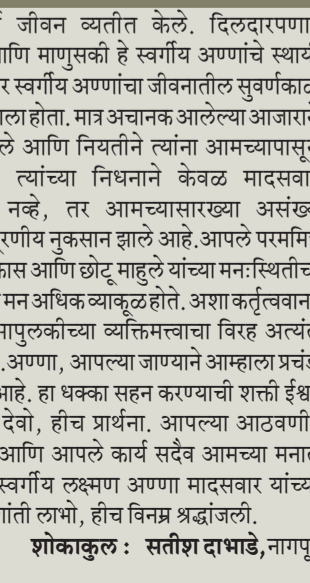 जीवन व्यतीत केले. दिलदारपणा
आणि माणुसकी हे स्वर्गीय अण्णांचे स्थायी
र स्वर्गीय अण्णांचा जीवनातील सुवर्णकाळ
ाला होता. मात्र अचानक आलेल्या आजारा
ले आणि नियतीने त्यांना आमच्यापासू
त्यांच्या निधनाने केवळ मादसवा
नव्हे, तर आमच्यासारख्या असंख्
रणीय नुकसान झाले आहे.आपले परममि
कास आणि छोटू माहुले यांच्या मनःस्थितीच
मन अधिक व्याकूळ होते. अशा कर्तृत्ववान
आपुलकीच्या व्यक्तिमत्त्वाचा विरह अत्यं
.अण्णा, आपल्या जाण्याने आम्हाला प्रचं
आहे. हा धक्का सहन करण्याची शक्ती ईश्व
देवो, हीच प्रार्थना. आपल्या आठवणी
आणि आपले कार्य सदैव आमच्या मना
स्वर्गीय लक्ष्मण अण्णा मादसवार यांच्य
शांती लाभो, हीच विनम्र श्रद्धांजली.
शोकाकुल : सतीश दाभाडे,नागपू